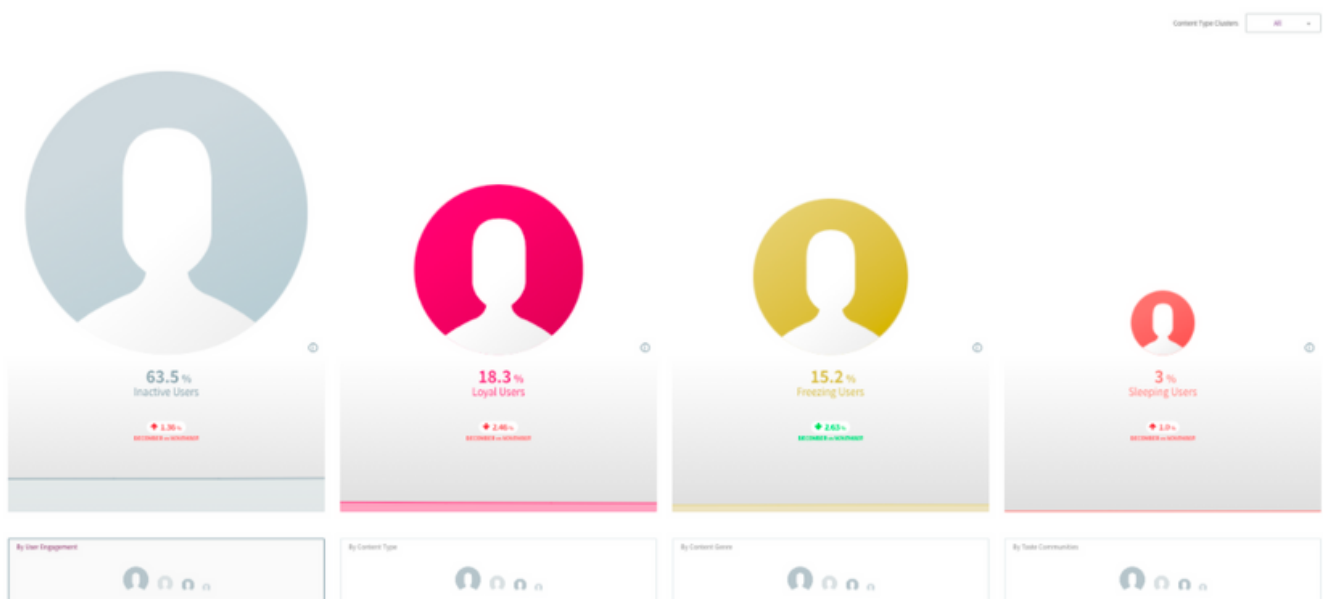 Content Type Clusters All
63.5 %
Inactive Users
1.36 %
DECEMBER vs NOVEMBER
18.3 %
Loyal Users
2.46 %
DECEMBER vs NOVEMBER
15.2 %
Freezing Users
2.63 %
DECEMBER vs NOVEMBER
3 %
Sleeping Users
1.0 %
DECEMBER vs NOVEMBER
By User Engagement
By Content Type
By Content Genre
By Taste Communities